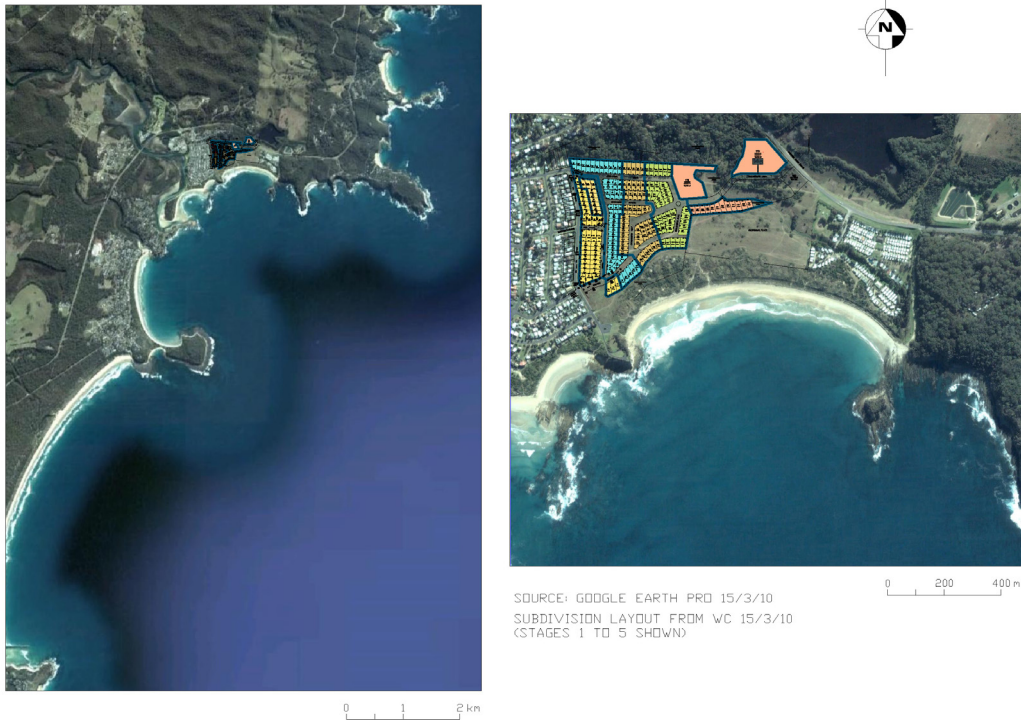 N
SOURCE: GOOGLE EARTH PRO 15/3/10
SUBDIVISION LAYOUT FROM WC 15/3/10
(STAGES 1 TO 5 SHOWN)
0 200 400 m
0 1 2 km